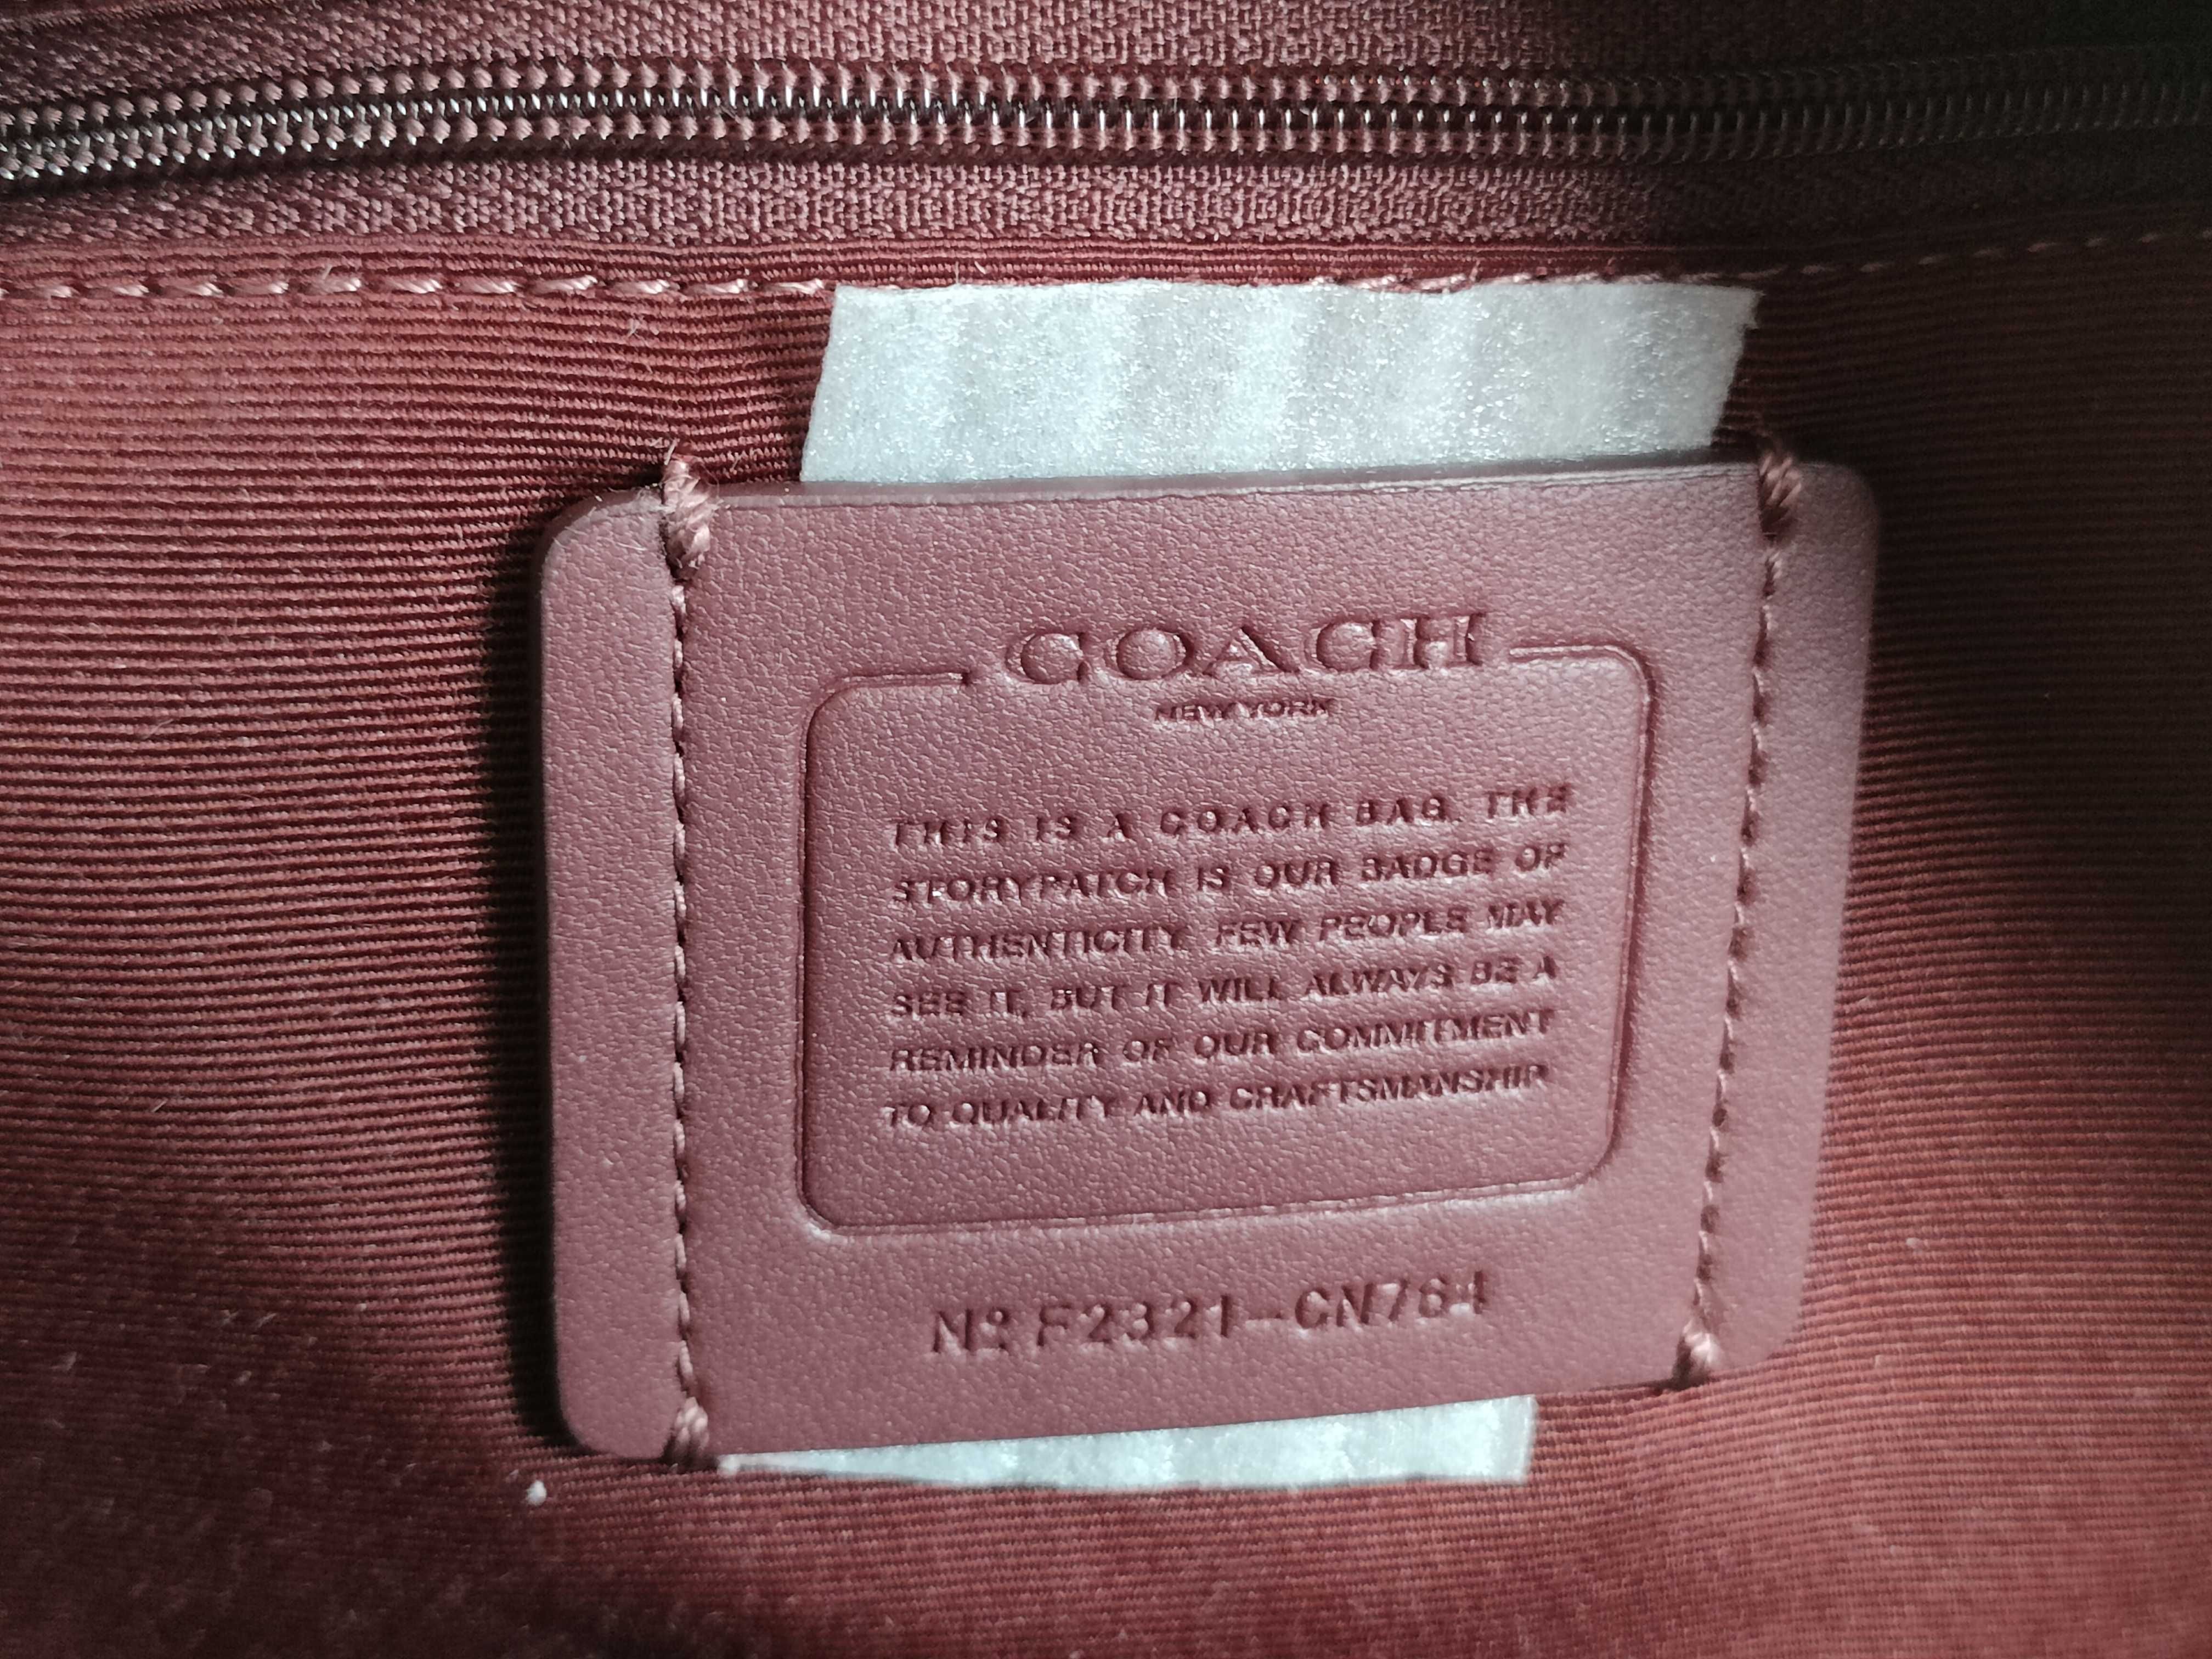 COACH
NEW YORK
THIS IS A COACH BAG. THE
STORYPATCH IS OUR BADGE OF
AUTHENTICITY. FEW PEOPLE MAY
SEE IT, BUT IT WILL ALWAYS BE A
REMINDER OF OUR COMMITMENT
TO QUALITY AND CRAFTSMANSHIP
Nº F2321-CN764